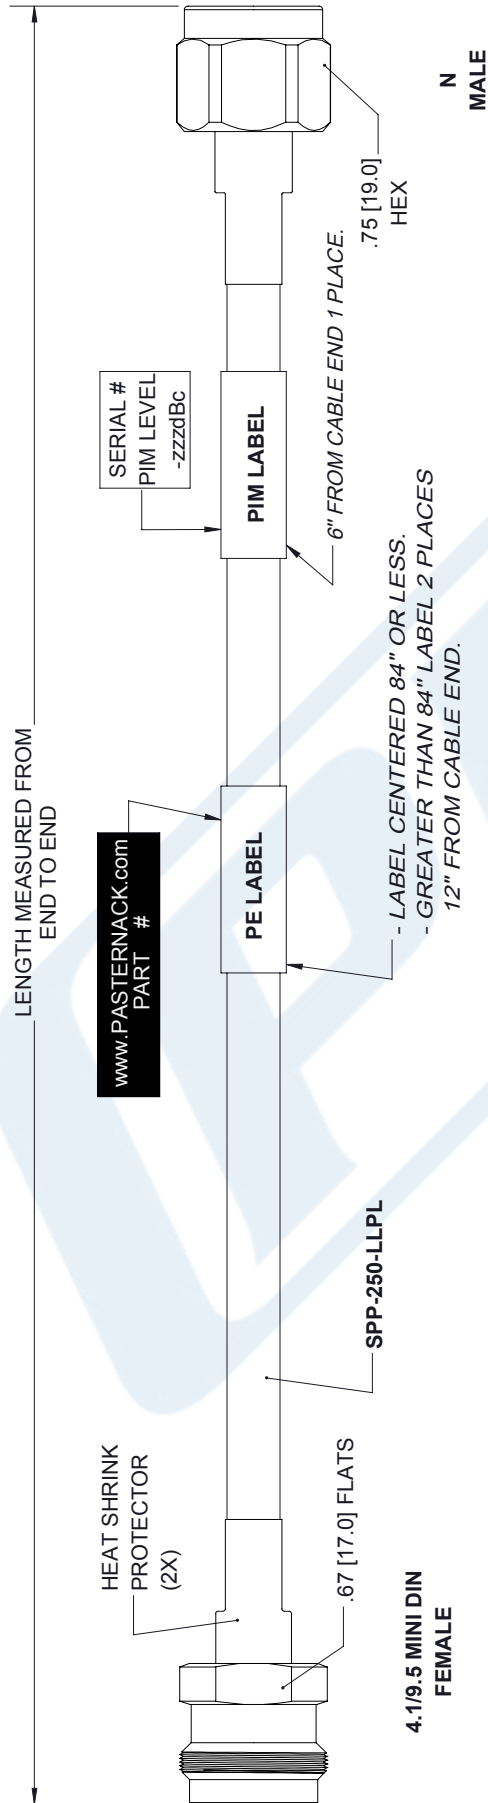 LENGTH MEASURED FROM
END TO END
HEAT SHRINK
PROTECTOR
(2X)
www.PASTERNACK.com
PART #
SERIAL #
PIM LEVEL
-zzzdBc
PE LABEL
PIM LABEL
.67 [17.0] FLATS
SPP-250-LLPL
- LABEL CENTERED 84" OR LESS.
- GREATER THAN 84" LABEL 2 PLACES
12" FROM CABLE END.
6" FROM CABLE END 1 PLACE.
.75 [19.0]
HEX
4.1/9.5 MINI DIN
FEMALE
N
MALE